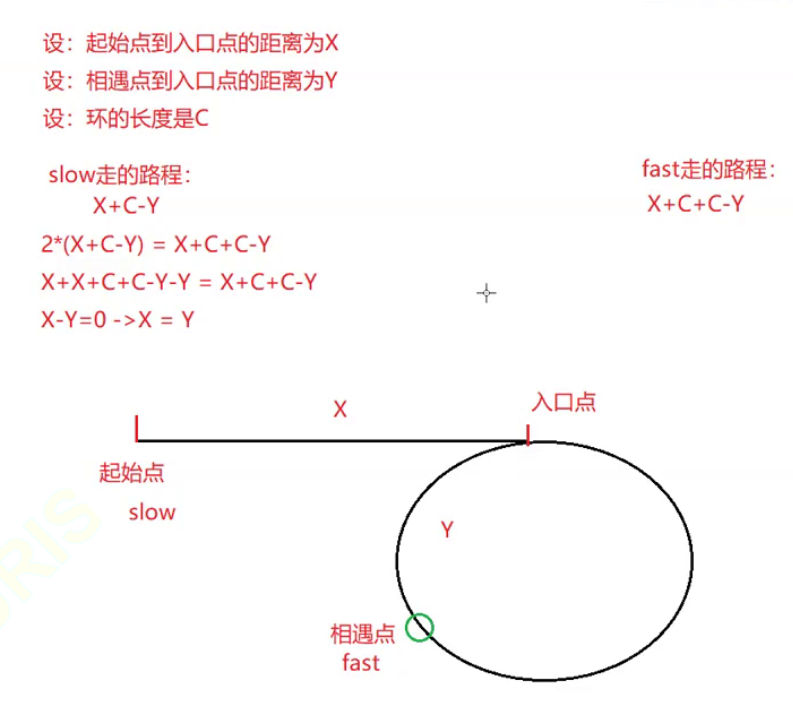 设：起始点到入口点的距离为X
设：相遇点到入口点的距离为Y
设：环的长度是C
slow走的路程：
X+C-Y
fast走的路程：
X+C+C-Y
2*(X+C-Y) = X+C+C-Y
X+X+C+C-Y-Y = X+C+C-Y
X-Y=0 ->X = Y
X
入口点
起始点
slow
Y
相遇点
fast